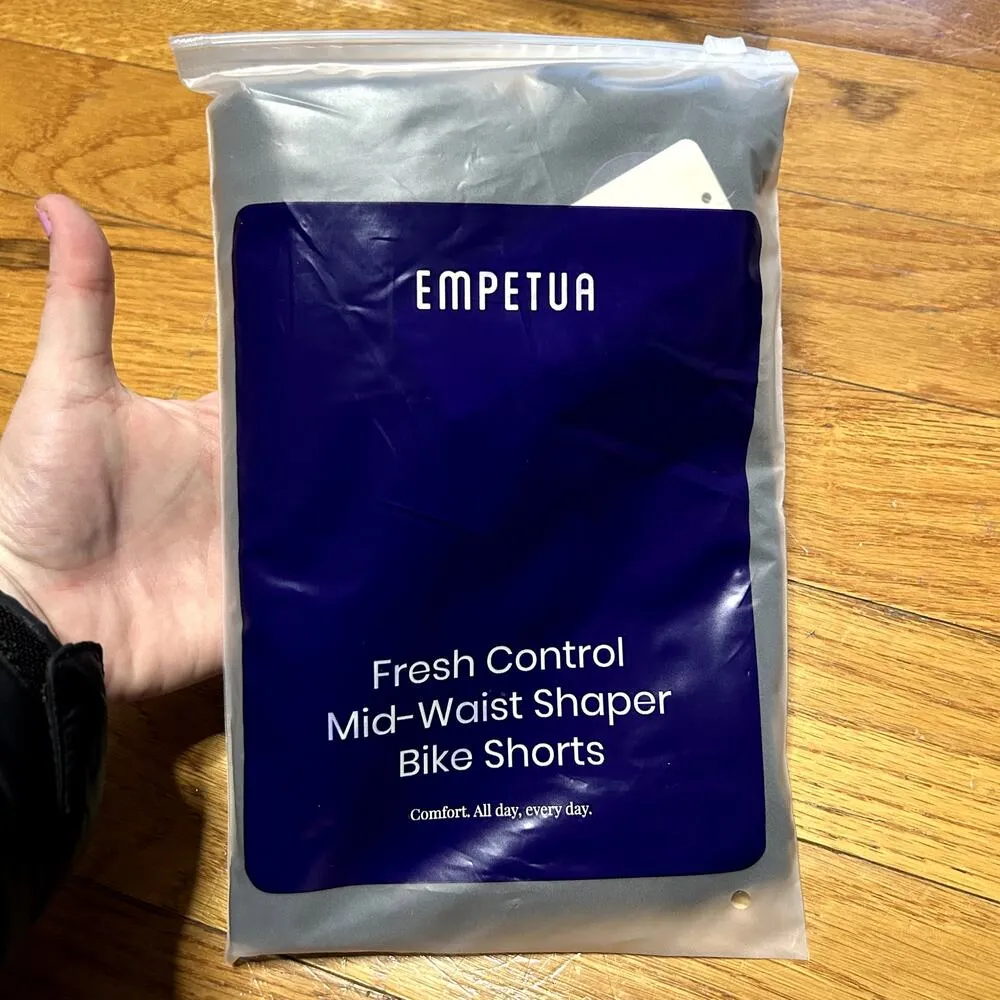 EMPETUA
Fresh Control
Mid-Waist Shaper
Bike Shorts
Comfort. All day, every day.